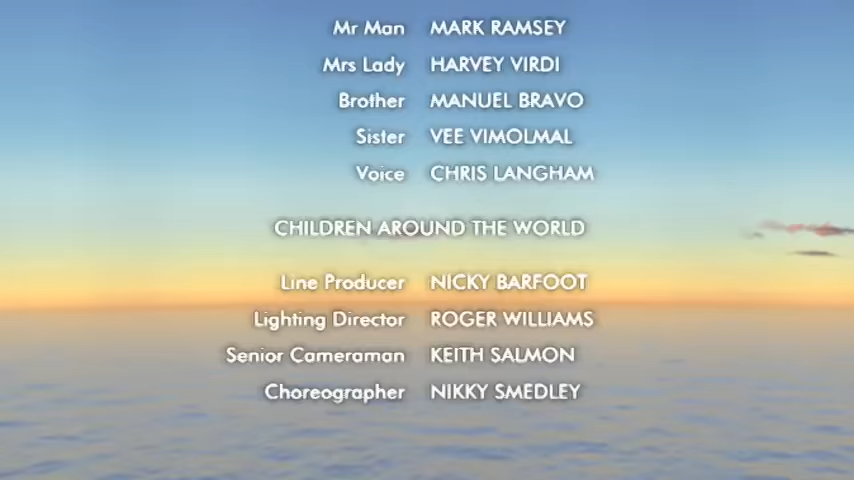 Mr Man MARK RAMSEY
Mrs Lady HARVEY VIRDI
Brother MANUEL BRAVO
Sister VEE VIMOLMAL
Voice CHRIS LANGHAM
CHILDREN AROUND THE WORLD
Line Producer NICKY BARFOOT
Lighting Director ROGER WILLIAMS
Senior Cameraman KEITH SALMON
Choreographer NIKKY SMEDLEY